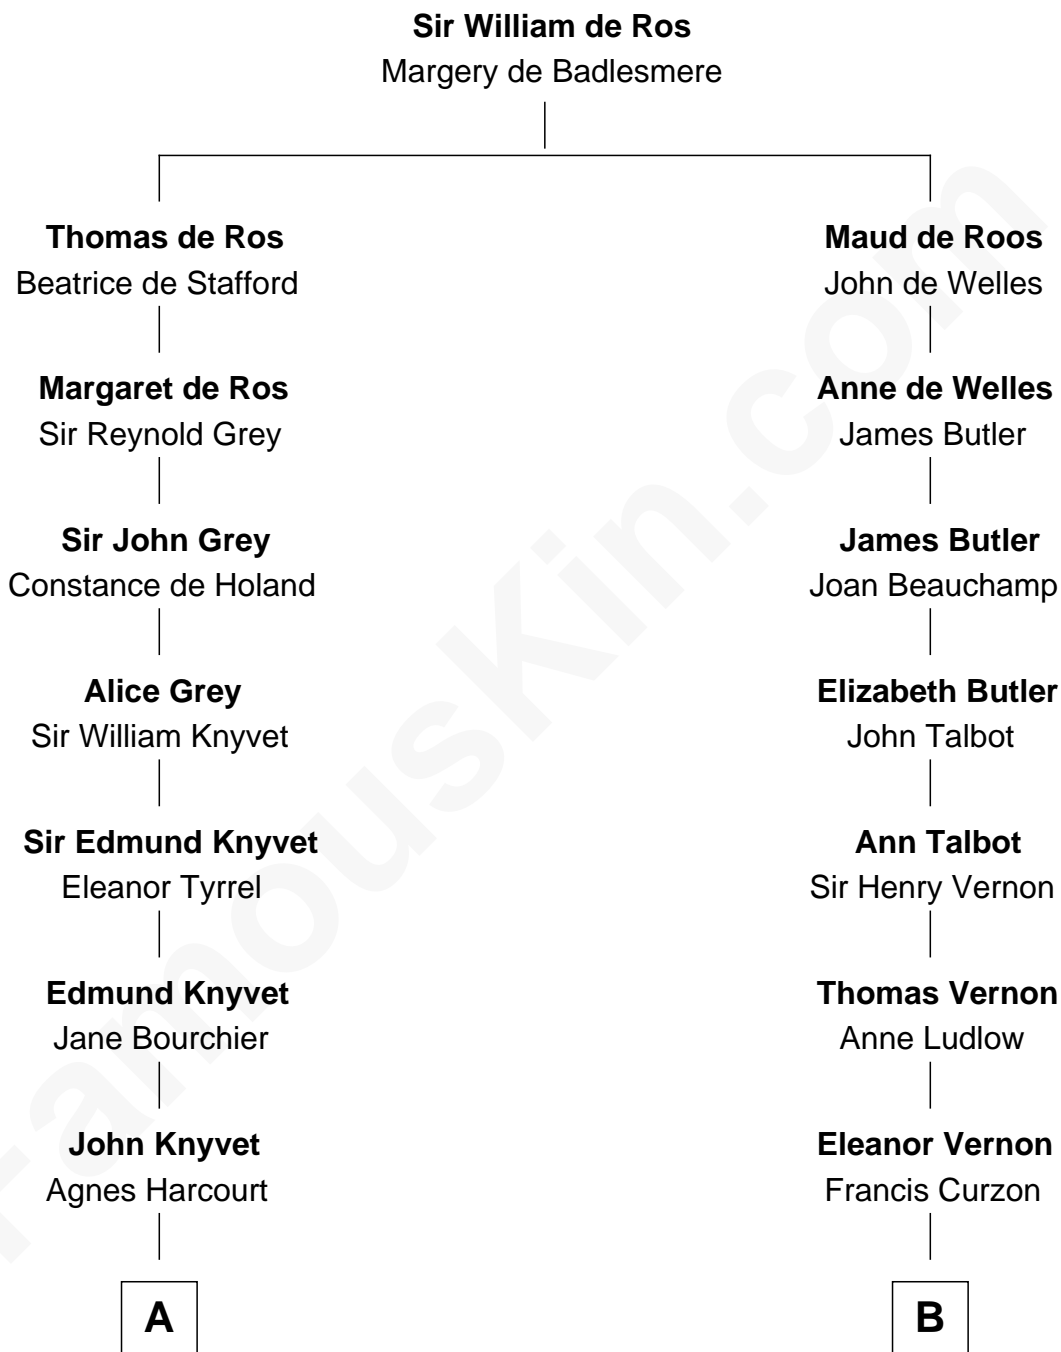 Sir William de Ros
Margery de Badlesmere
Thomas de Ros
Beatrice de Stafford
Maud de Roos
John de Welles
Margaret de Ros
Sir Reynold Grey
Anne de Welles
James Butler
Sir John Grey
Constance de Holand
James Butler
Joan Beauchamp
Alice Grey
Sir William Knyvet
Elizabeth Butler
John Talbot
Sir Edmund Knyvet
Eleanor Tyrrel
Ann Talbot
Sir Henry Vernon
Edmund Knyvet
Jane Bourchier
Thomas Vernon
Anne Ludlow
John Knyvet
Agnes Harcourt
Eleanor Vernon
Francis Curzon
A
B
FamousKin.com